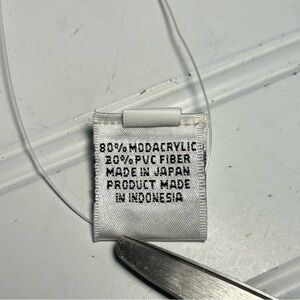 80% MODACRYLIC
20% PVC FIBER
MADE IN JAPAN
PRODUCT MADE
IN INDONESIA